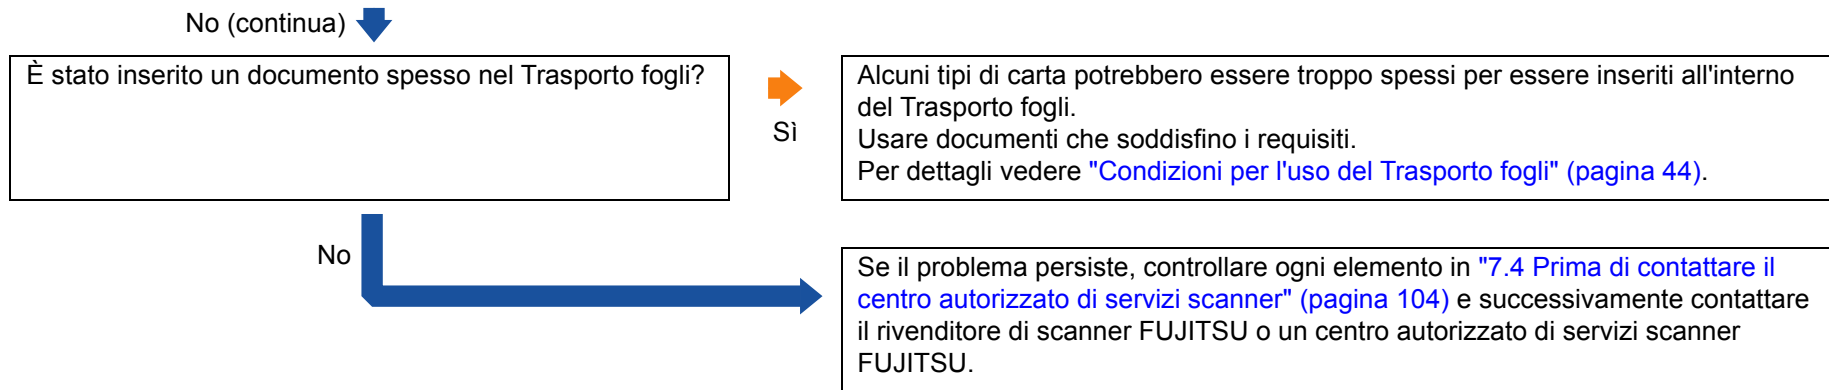 No (continua)
È stato inserito un documento spesso nel Trasporto fogli?
Sì
Alcuni tipi di carta potrebbero essere troppo spessi per essere inseriti all'interno
del Trasporto fogli.
Usare documenti che soddisfino i requisiti.
Per dettagli vedere "Condizioni per l'uso del Trasporto fogli" (pagina 44).
No
Se il problema persiste, controllare ogni elemento in "7.4 Prima di contattare il
centro autorizzato di servizi scanner" (pagina 104) e successivamente contattare
il rivenditore di scanner FUJITSU o un centro autorizzato di servizi scanner
FUJITSU.